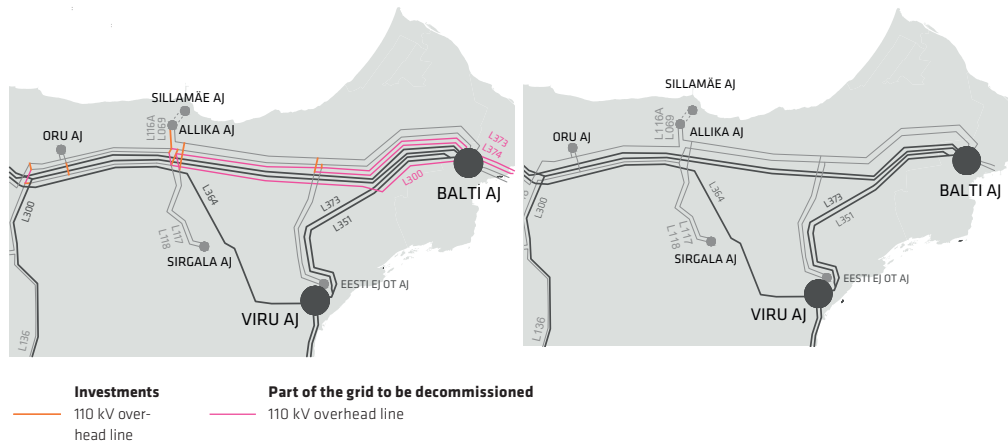 SILLAMÄE AJ
L116A
L069
ALLIKA AJ
ORU AJ
L373
L374
L300
BALTI AJ
L300
L364
L373
L351
L117
L118
SIRGALA AJ
EESTI EJ OT AJ
VIRU AJ
L136
SILLAMÄE AJ
L116A
L069
ALLIKA AJ
ORU AJ
BALTI AJ
L300
L364
L373
L351
L117
L118
SIRGALA AJ
EESTI EJ OT AJ
VIRU AJ
L136
Investments
110 kV over-
head line
Part of the grid to be decommissioned
110 kV overhead line